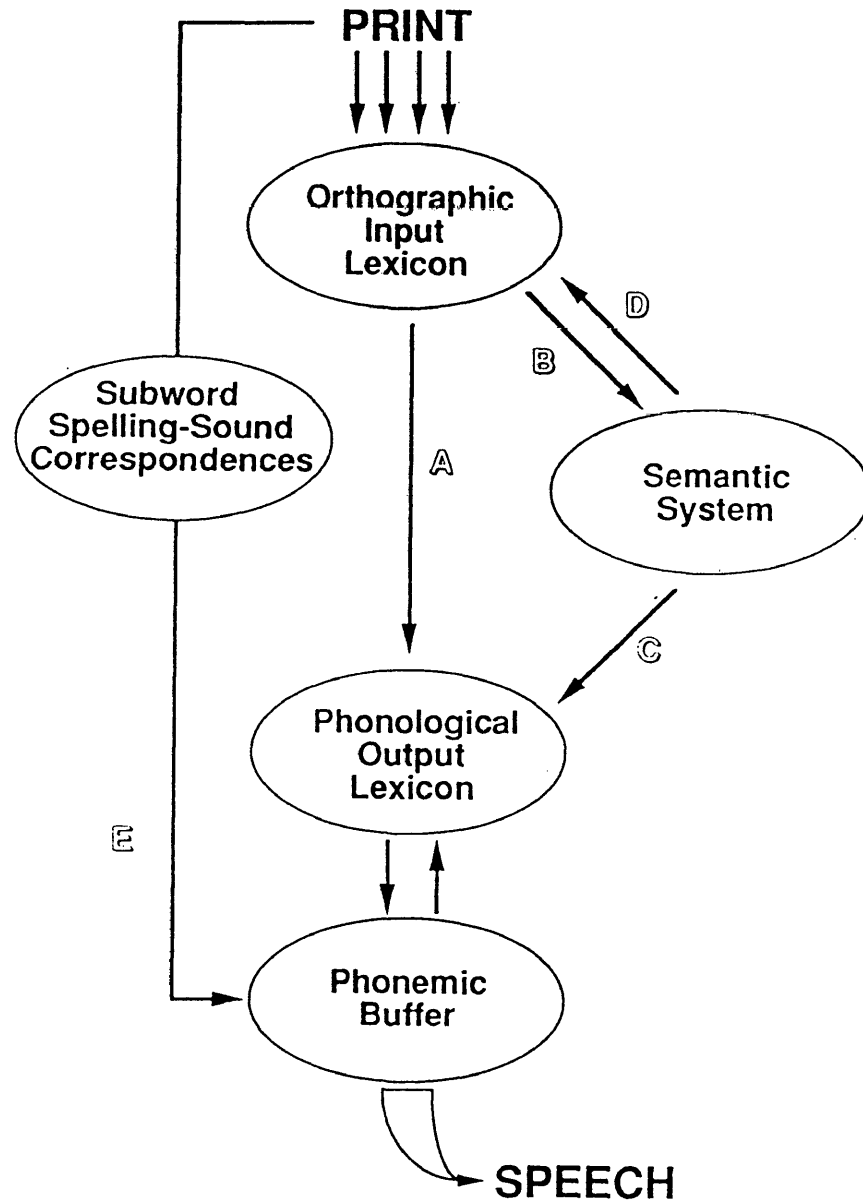 PRINT
Orthographic
Input
Lexicon
D
B
Subword
Spelling-Sound
Correspondences
A
Semantic
System
C
Phonological
Output
Lexicon
E
Phonemic
Buffer
SPEECH